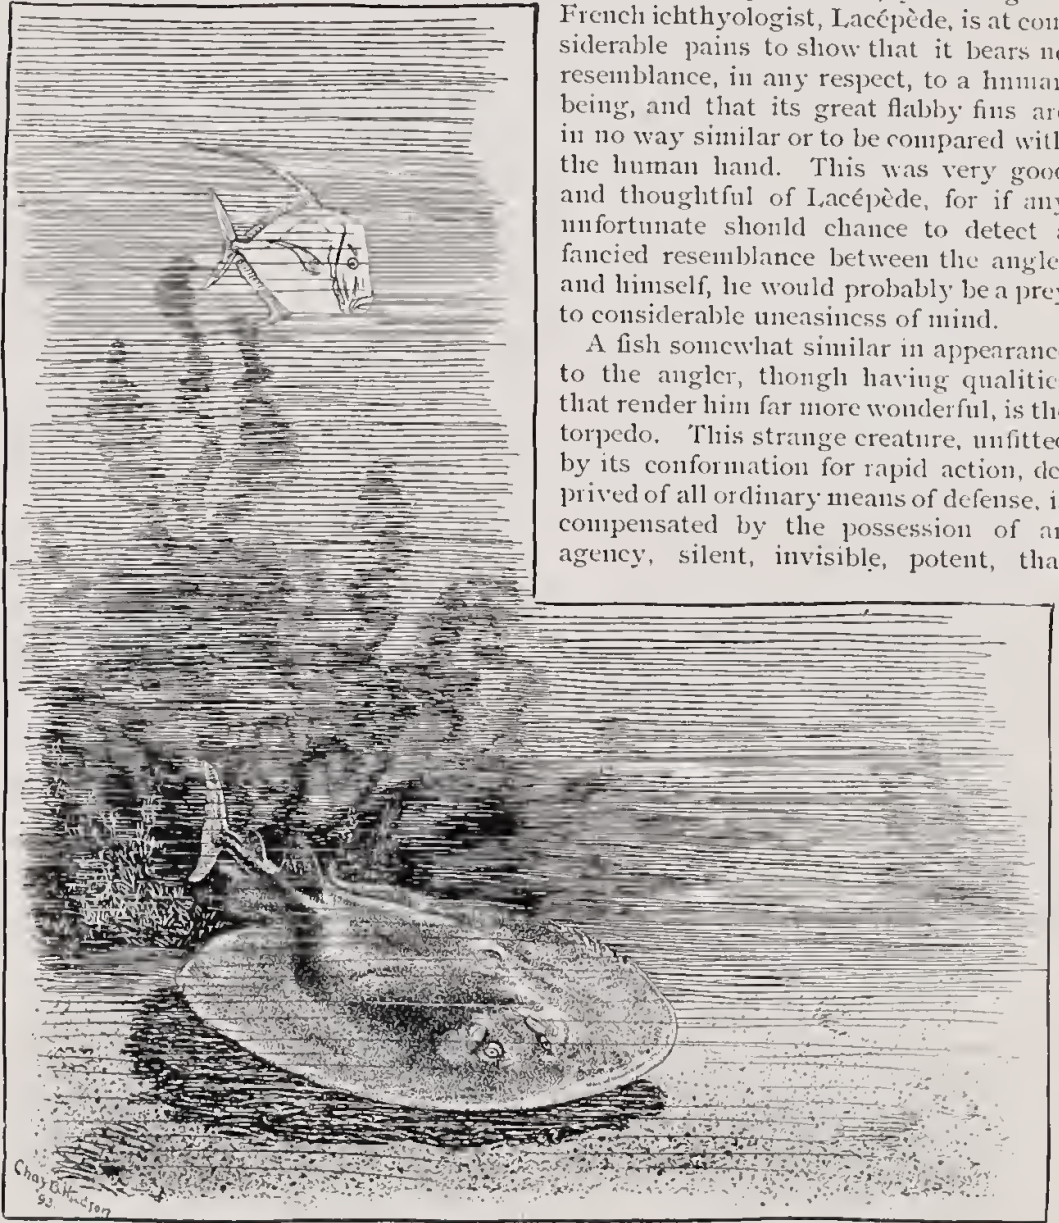 French ichthyologist, Lacépède, is at con
siderable pains to show that it bears no
resemblance, in any respect, to a human
being, and that its great flabby fins are
in no way similar or to be compared with
the human hand. This was very good
and thoughtful of Lacépède, for if any
unfortunate should chance to detect a
fancied resemblance between the angler
and himself, he would probably be a prey
to considerable uneasiness of mind.
A fish somewhat similar in appearance
to the angler, though having qualities
that render him far more wonderful, is the
torpedo. This strange creature, unfitted
by its conformation for rapid action, de
prived of all ordinary means of defense, is
compensated by the possession of an
agency, silent, invisible, potent, that
Chas B. Hudson
93.